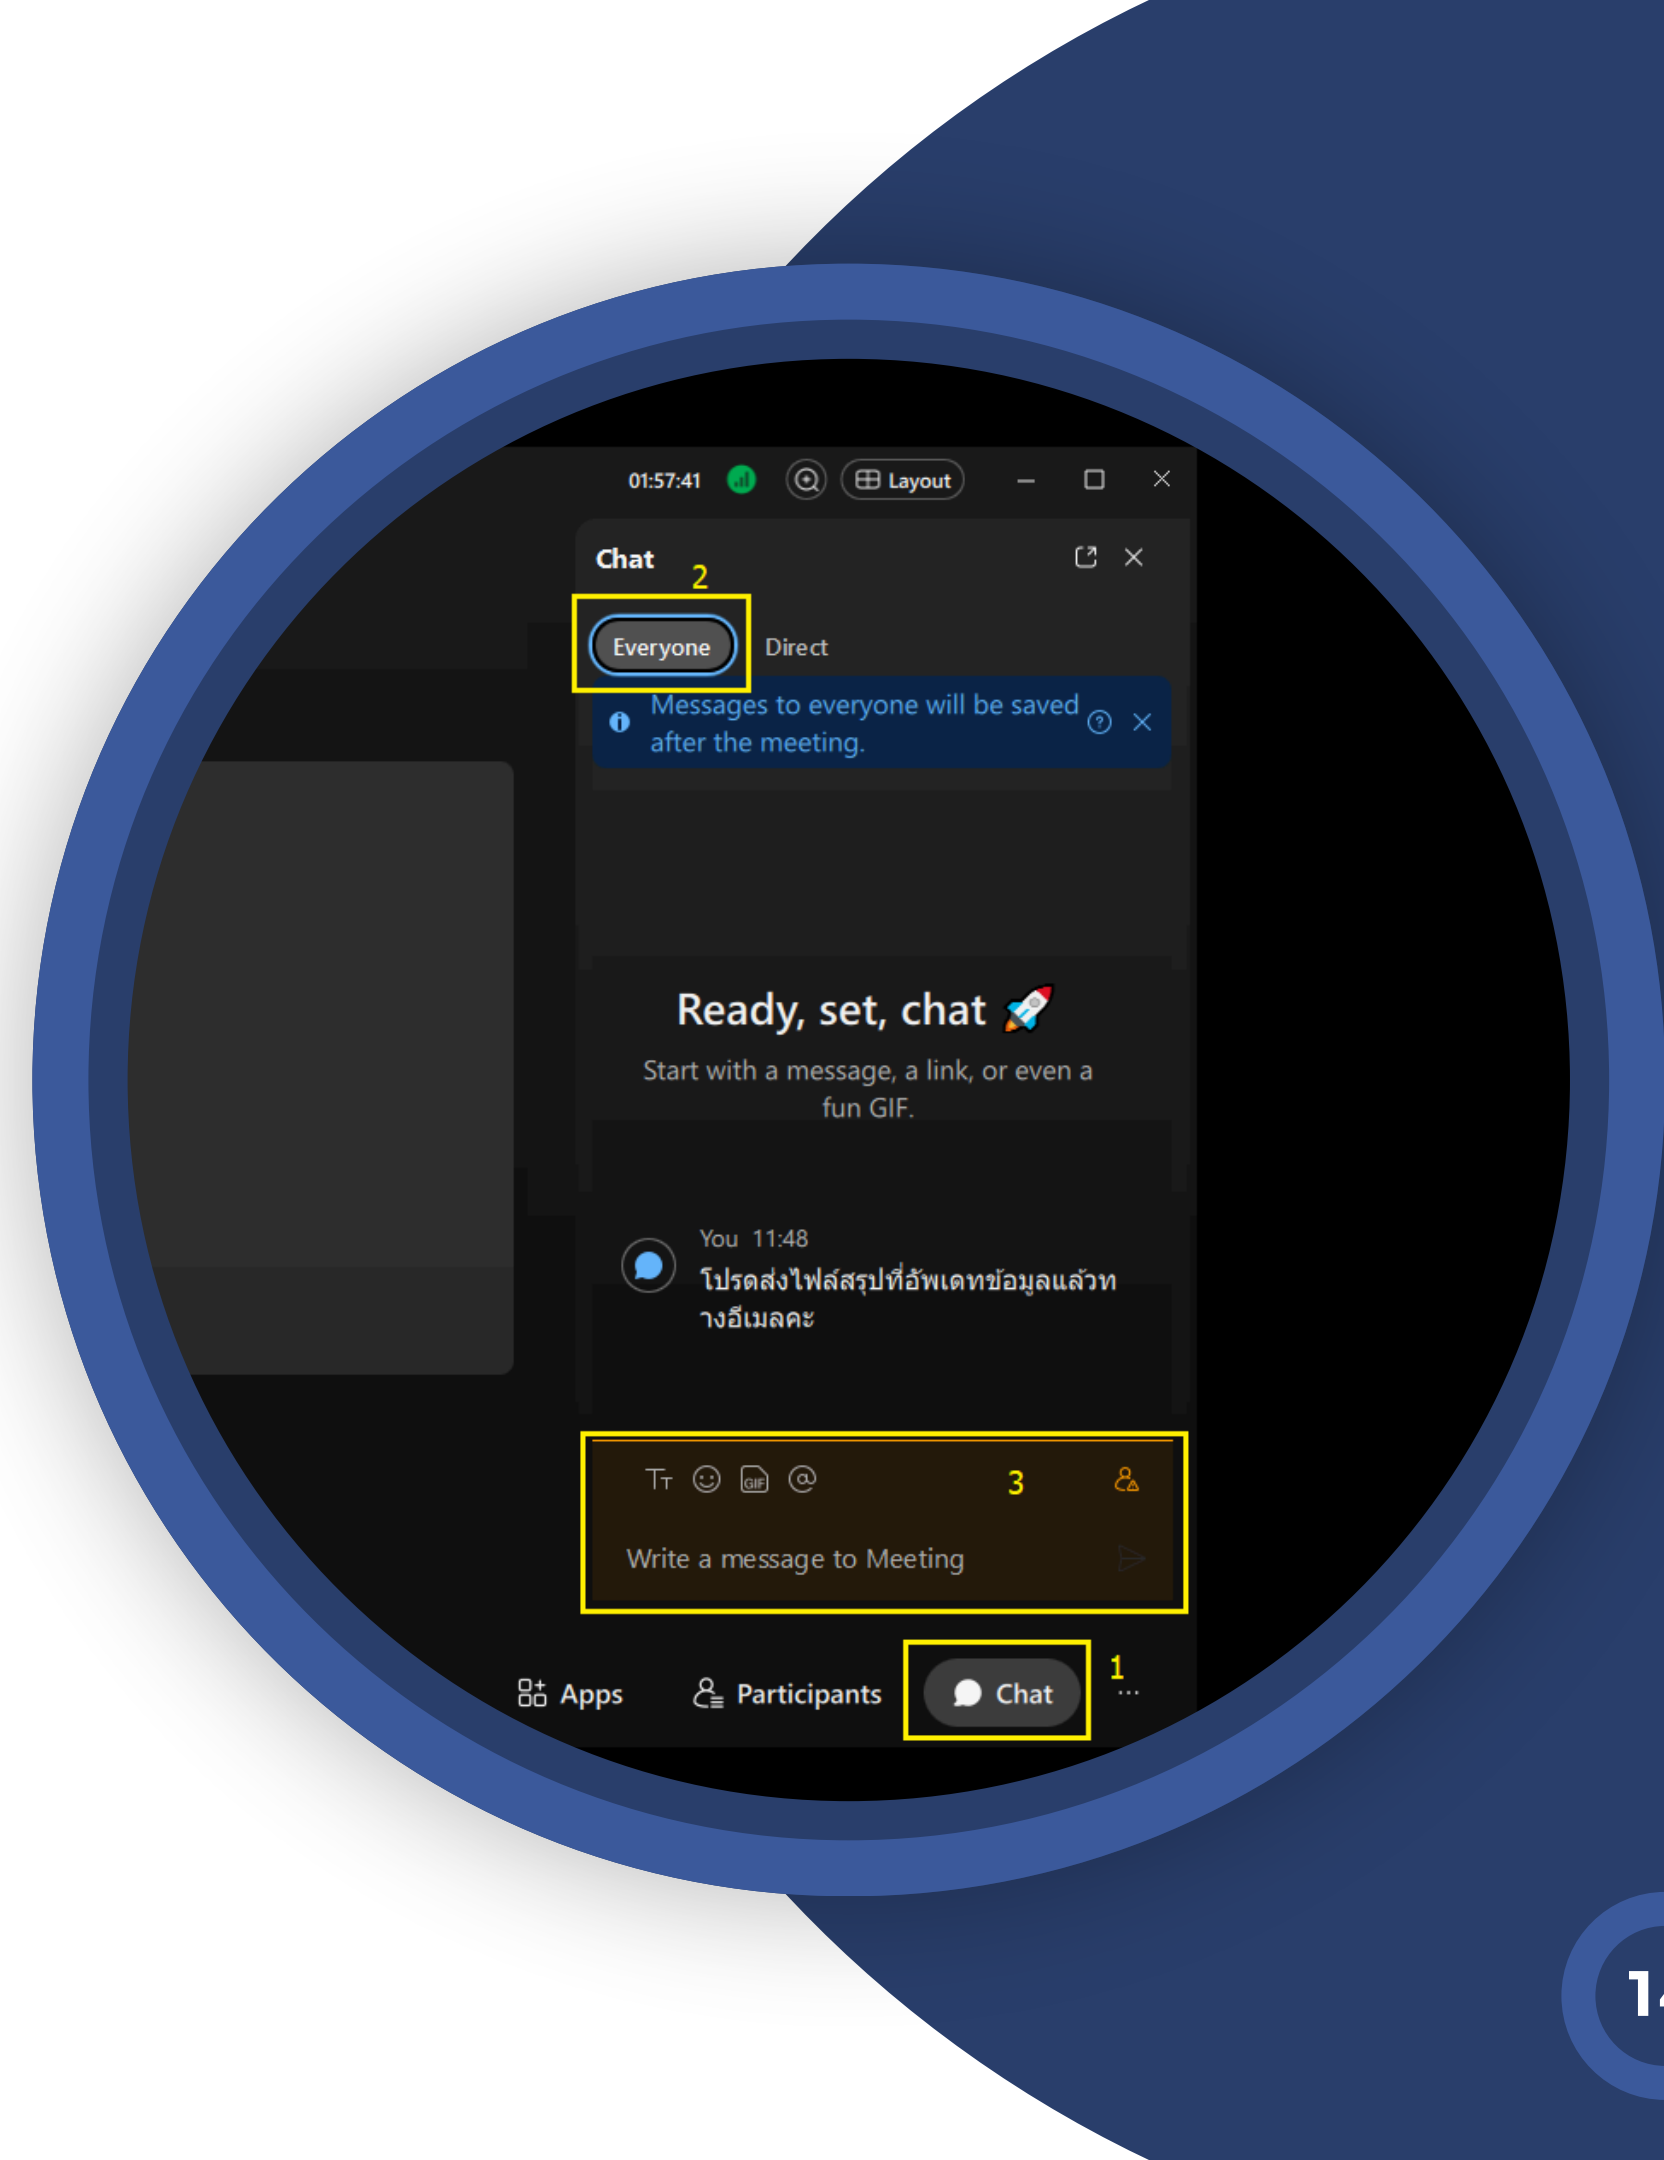 01:57:41 Layout
Chat
2
Everyone Direct
Messages to everyone will be saved
after the meeting.
Ready, set, chat 🚀
Start with a message, a link, or even a
fun GIF.
You 11:48
โปรดส่งไฟล์สรุปที่อัพเดทข้อมูลแล้วท
างอีเมลคะ
TT GIF @ 3
Write a message to Meeting
1
Apps Participants Chat ...
14